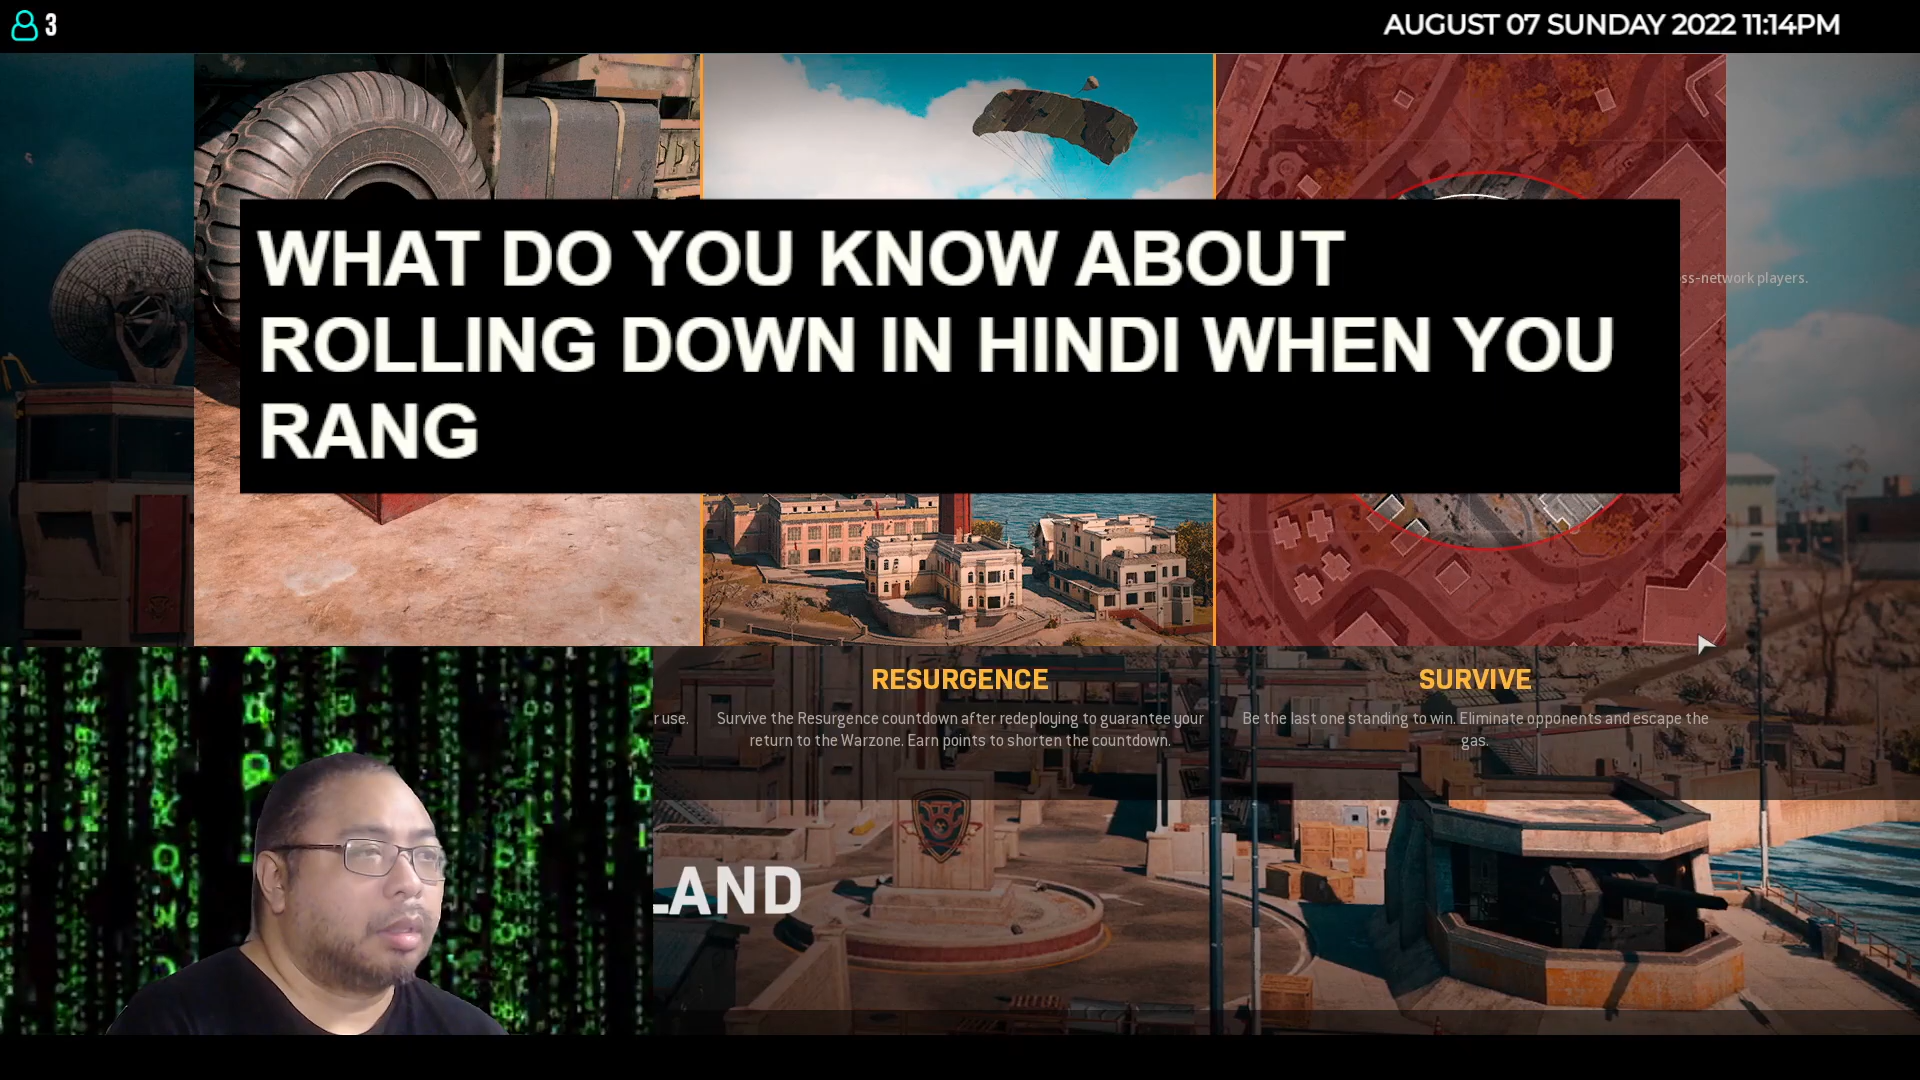 3
AUGUST 07 SUNDAY 2022 11:14PM
WHAT DO YOU KNOW ABOUT
ROLLING DOWN IN HINDI WHEN YOU
RANG
ss-network players.
RESURGENCE
SURVIVE
r use.
Survive the Resurgence countdown after redeploying to guarantee your
return to the Warzone. Earn points to shorten the countdown.
Be the last one standing to win. Eliminate opponents and escape the
gas.
LAND